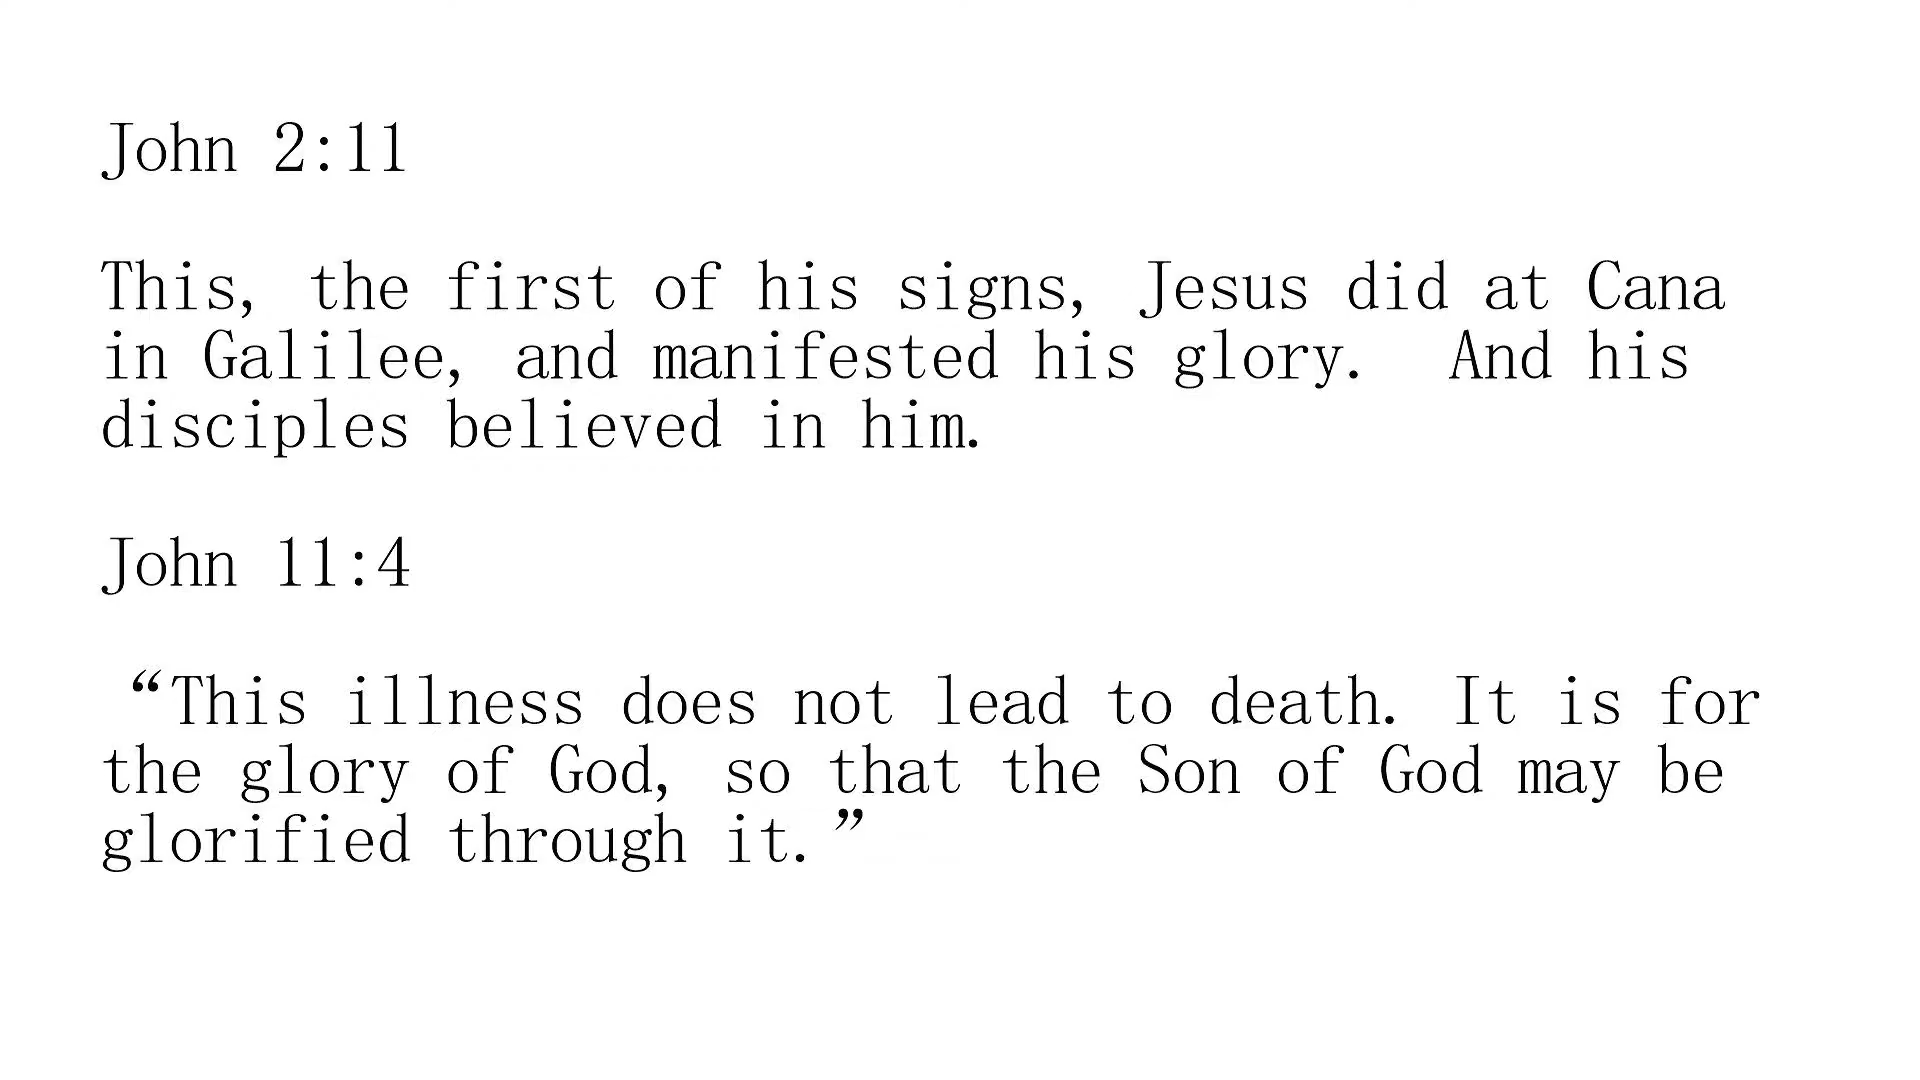 John 2:11
This, the first of his signs, Jesus did at Cana
in Galilee, and manifested his glory.  And his
disciples believed in him.
John 11:4
“This illness does not lead to death. It is for
the glory of God, so that the Son of God may be
glorified through it.”